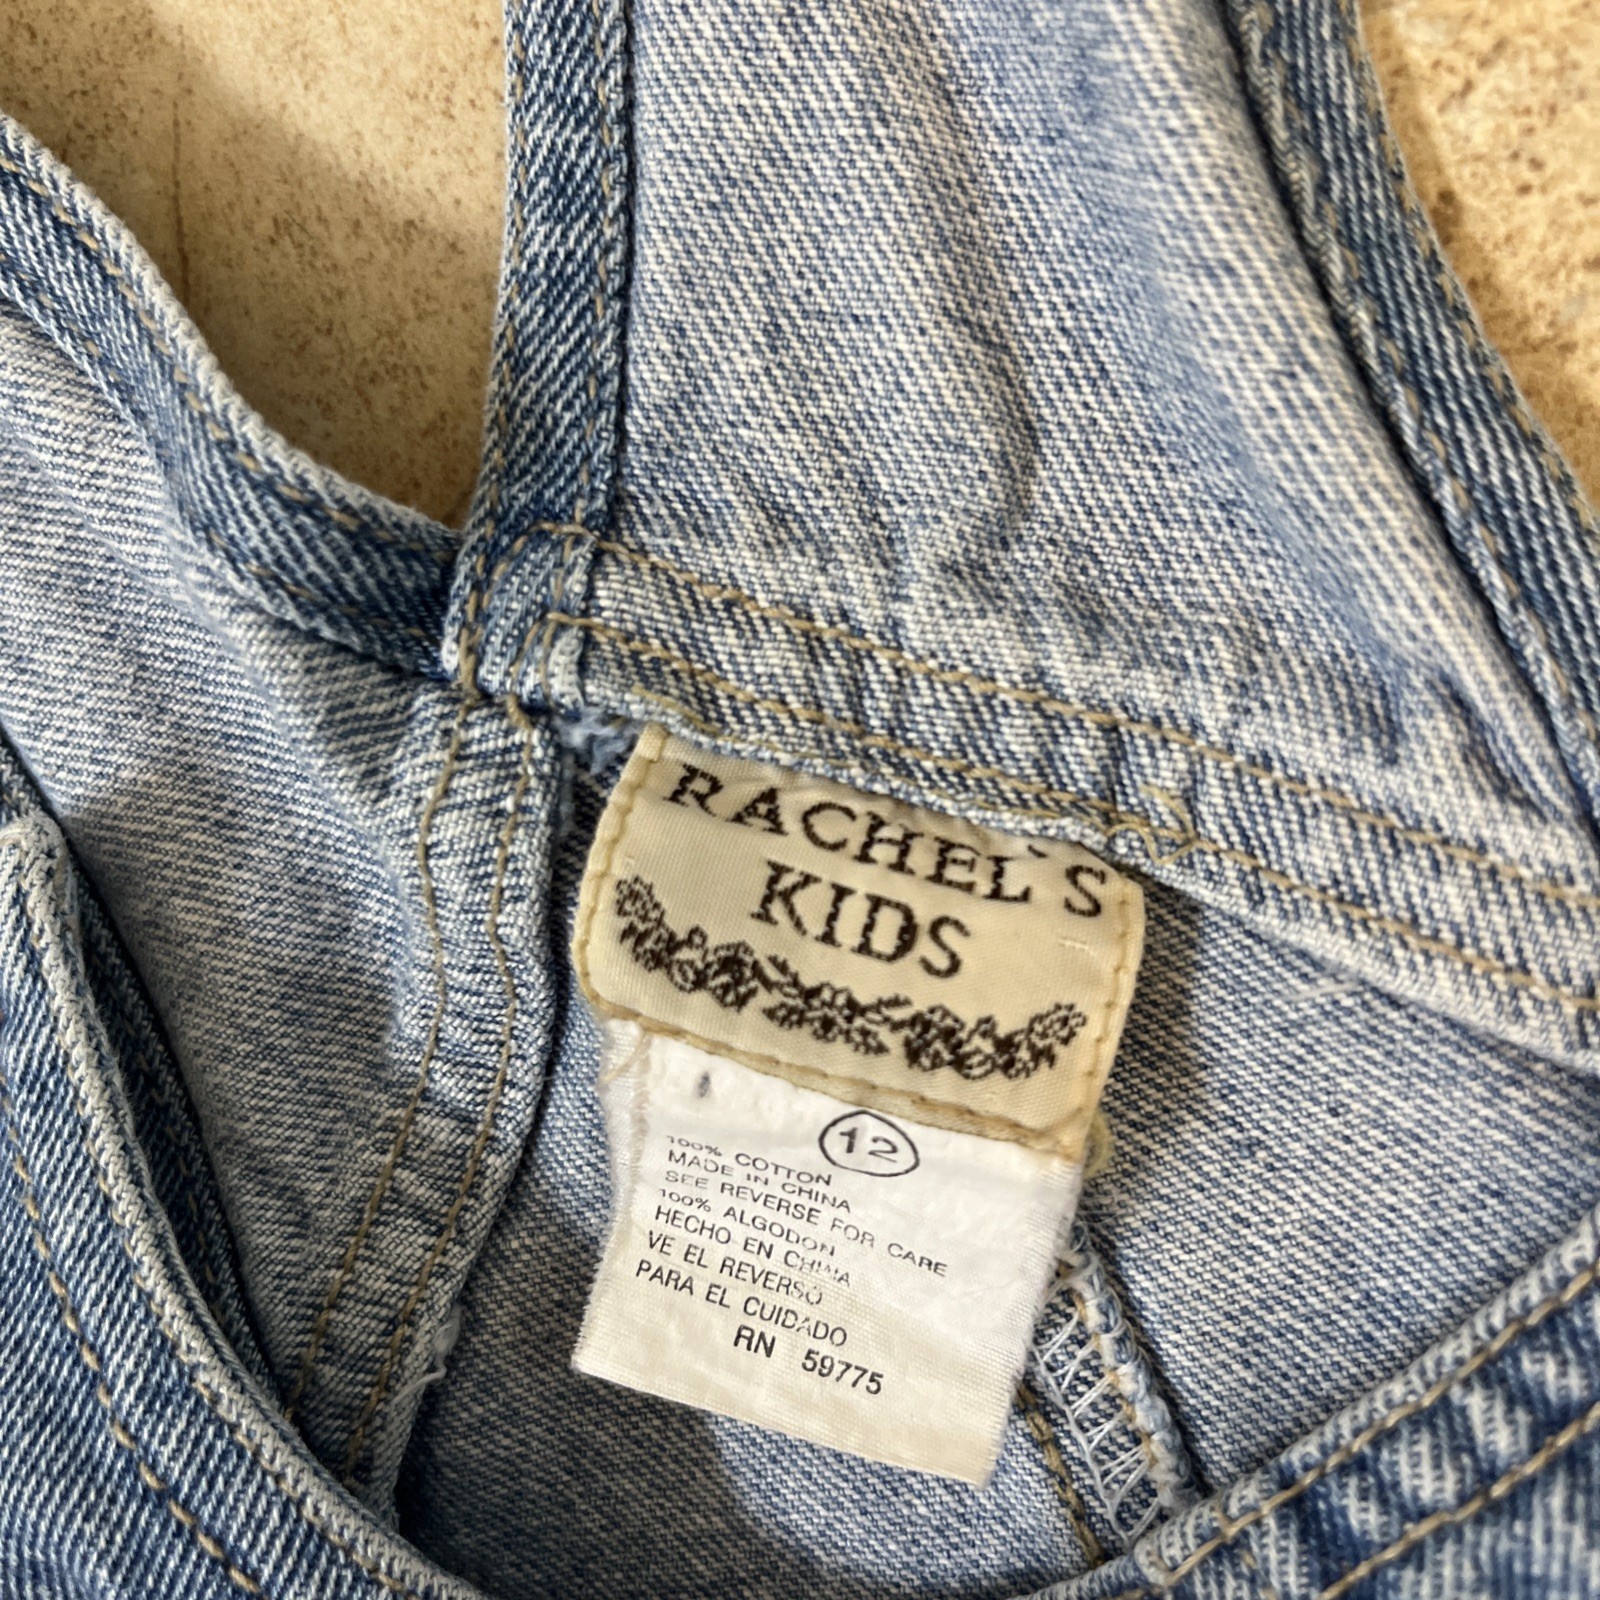 RACHEL'S
KIDS
12
100% COTTON
MADE IN CHINA
SEE REVERSE FOR CARE
100% ALGODON
HECHO EN CHINA
VE EL REVERSO
PARA EL CUIDADO
RN 59775